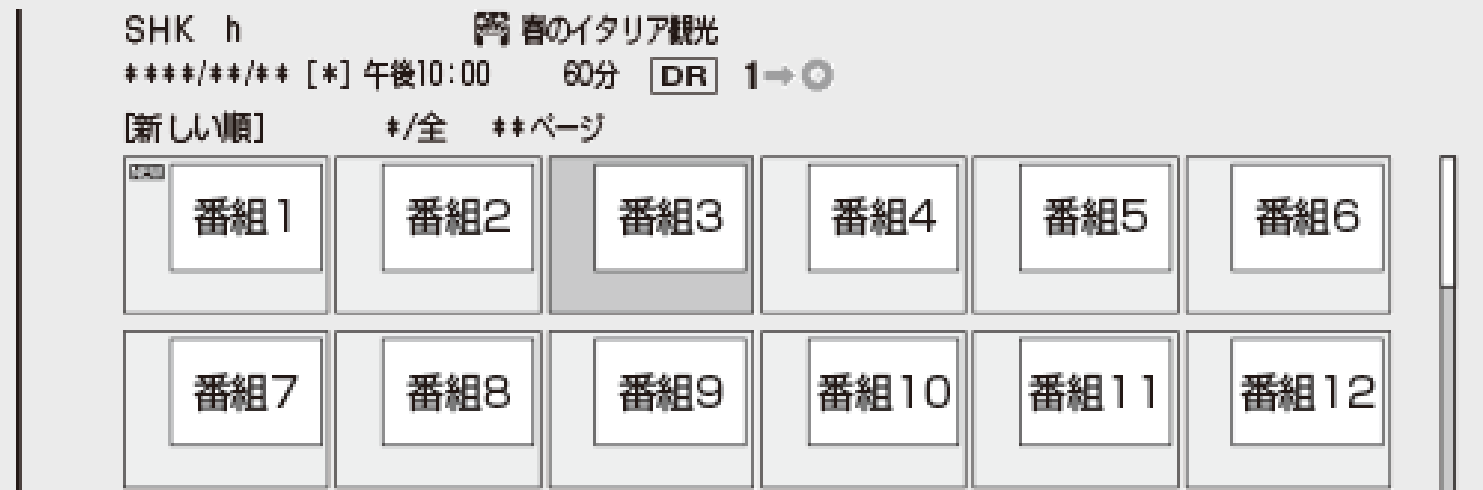 SHK h 春のイタリア観光
****/**/** [*] 午後10:00 60分 DR 1→
[新しい順] */全 **ページ
NEW 番組1 番組2 番組3 番組4 番組5 番組6
番組7 番組8 番組9 番組10 番組11 番組12